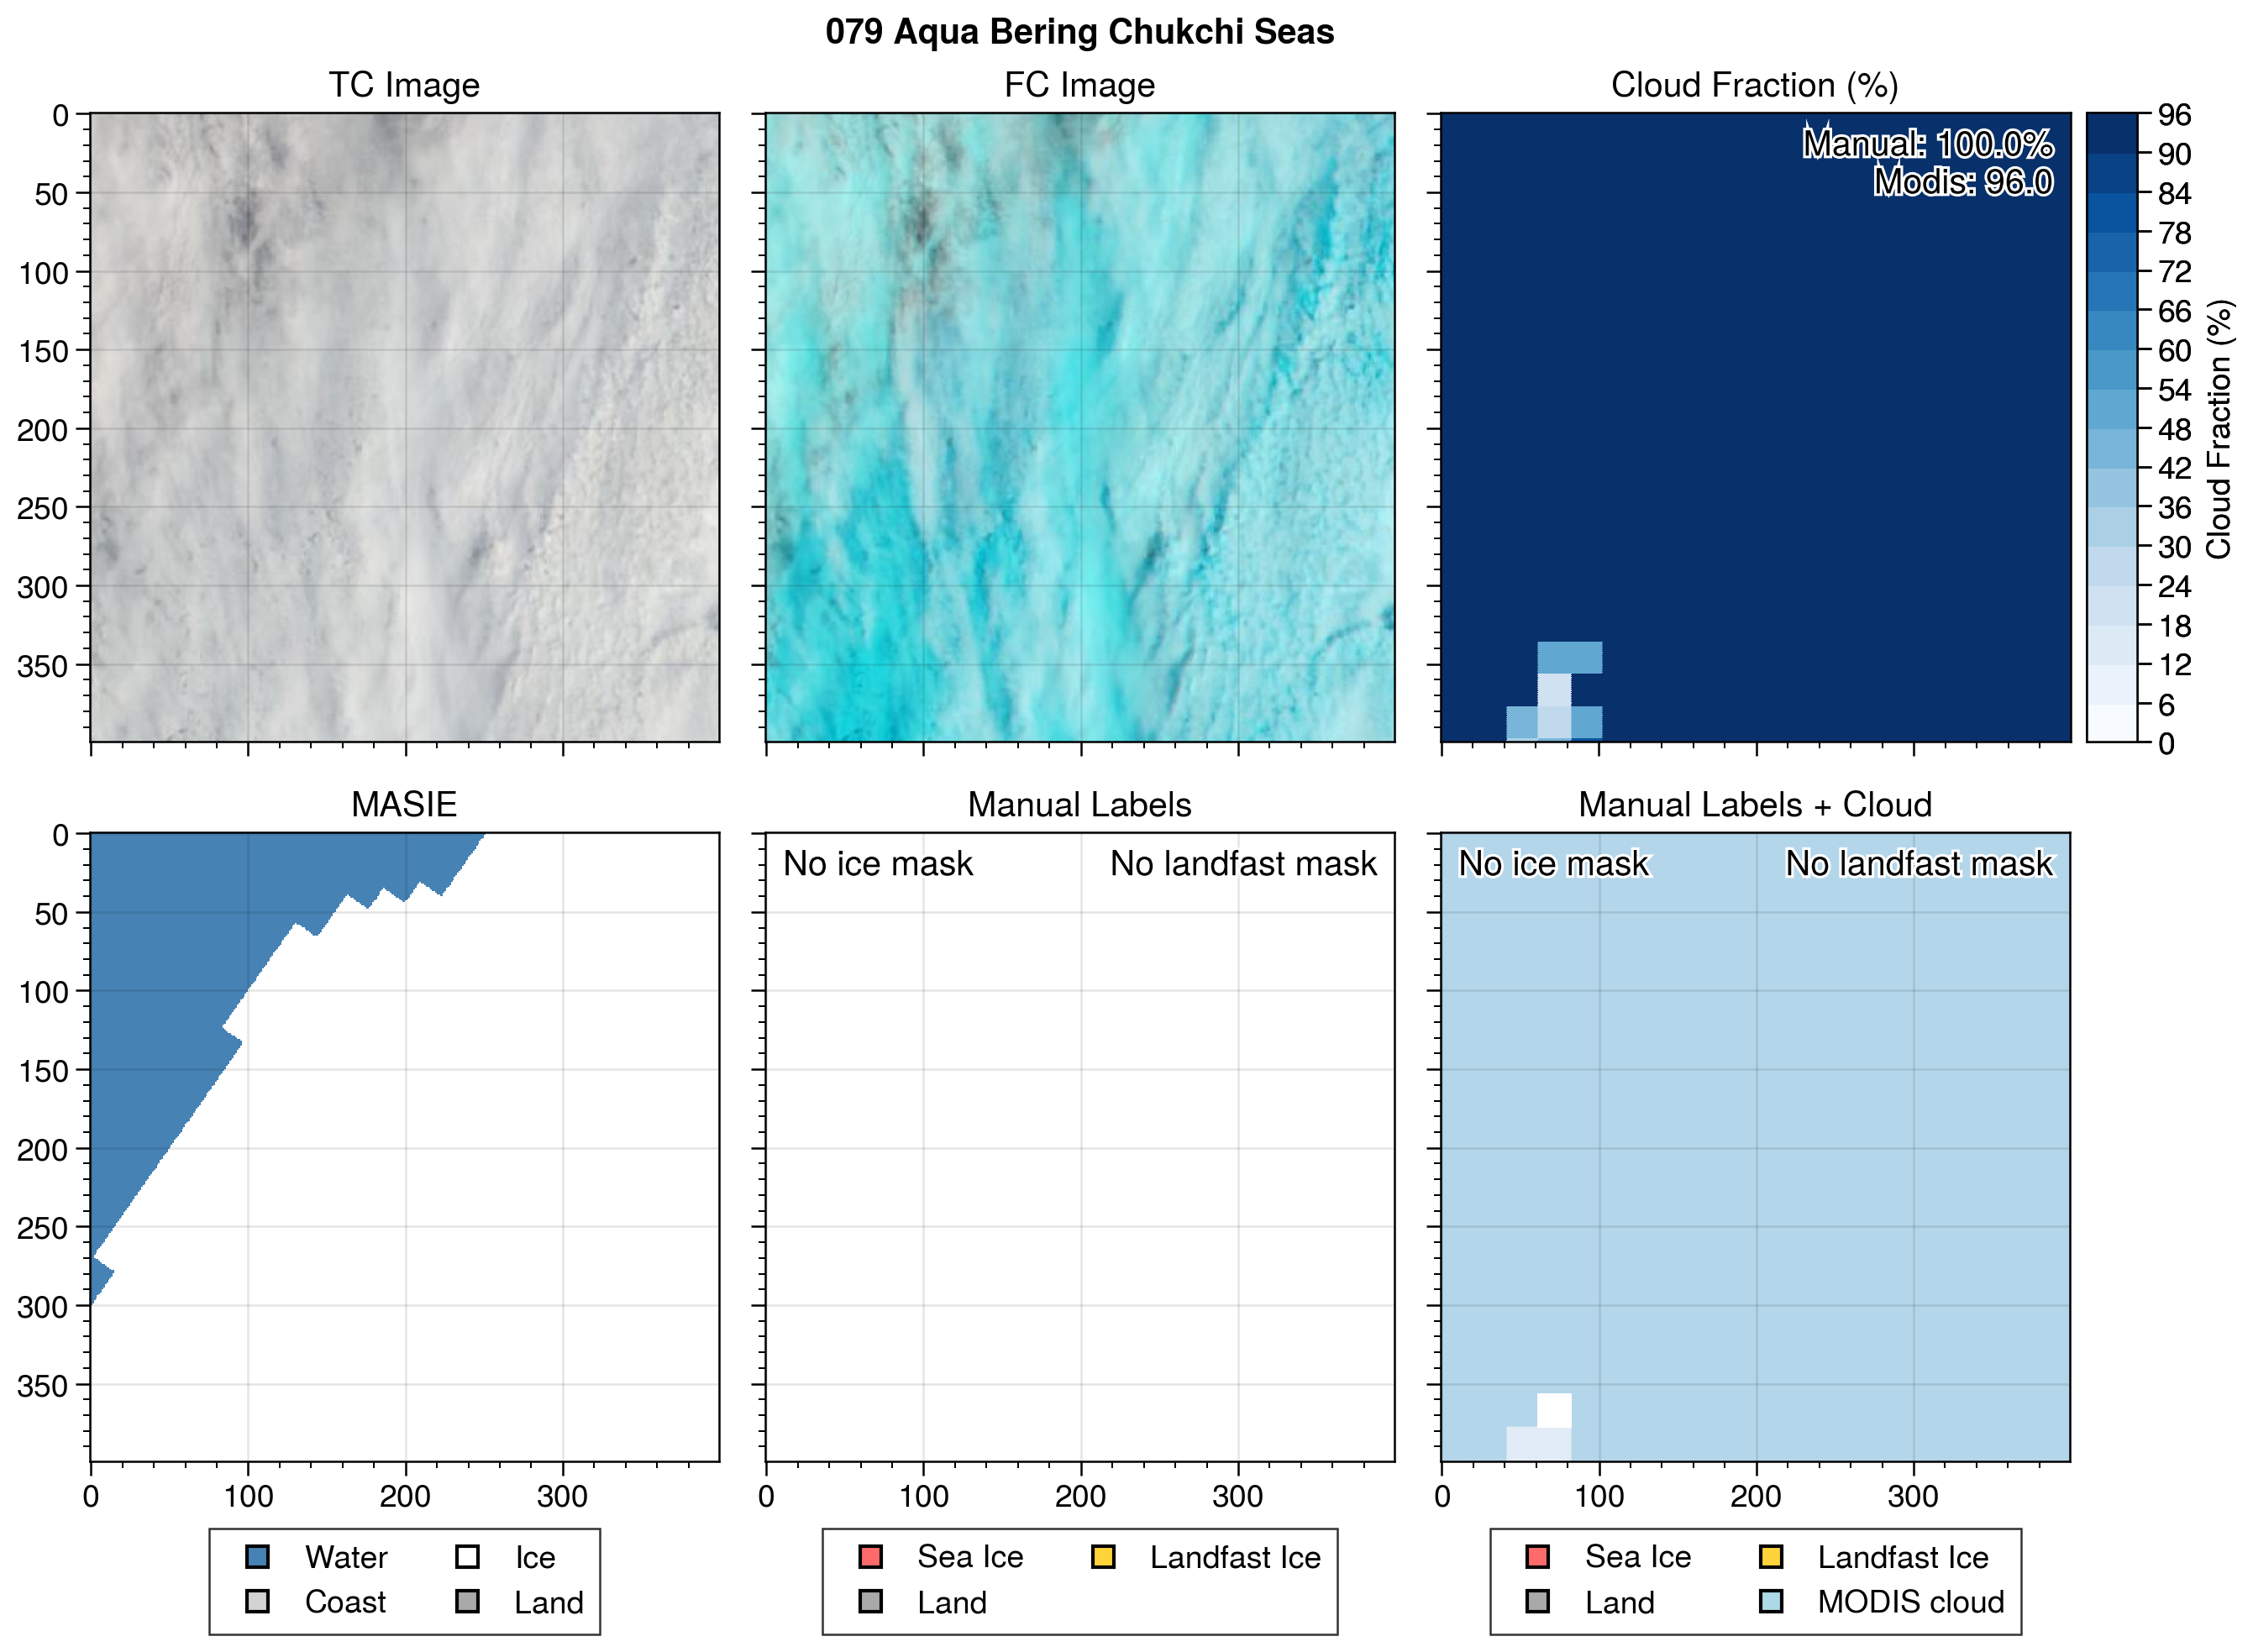 079 Aqua Bering Chukchi Seas
TC Image
FC Image
Cloud Fraction (%)
0
50
100
150
200
250
300
350
Manual: 100.0%
Modis: 96.0
96
90
84
78
72
66
60
54
48
42
36
30
24
18
12
6
0
Cloud Fraction (%)
MASIE
Manual Labels
Manual Labels + Cloud
0
50
100
150
200
250
300
350
No ice mask
No landfast mask
No ice mask
No landfast mask
0 100 200 300
0 100 200 300
0 100 200 300
Water
Ice
Coast
Land
Sea Ice
Landfast Ice
Land
Sea Ice
Landfast Ice
Land
MODIS cloud